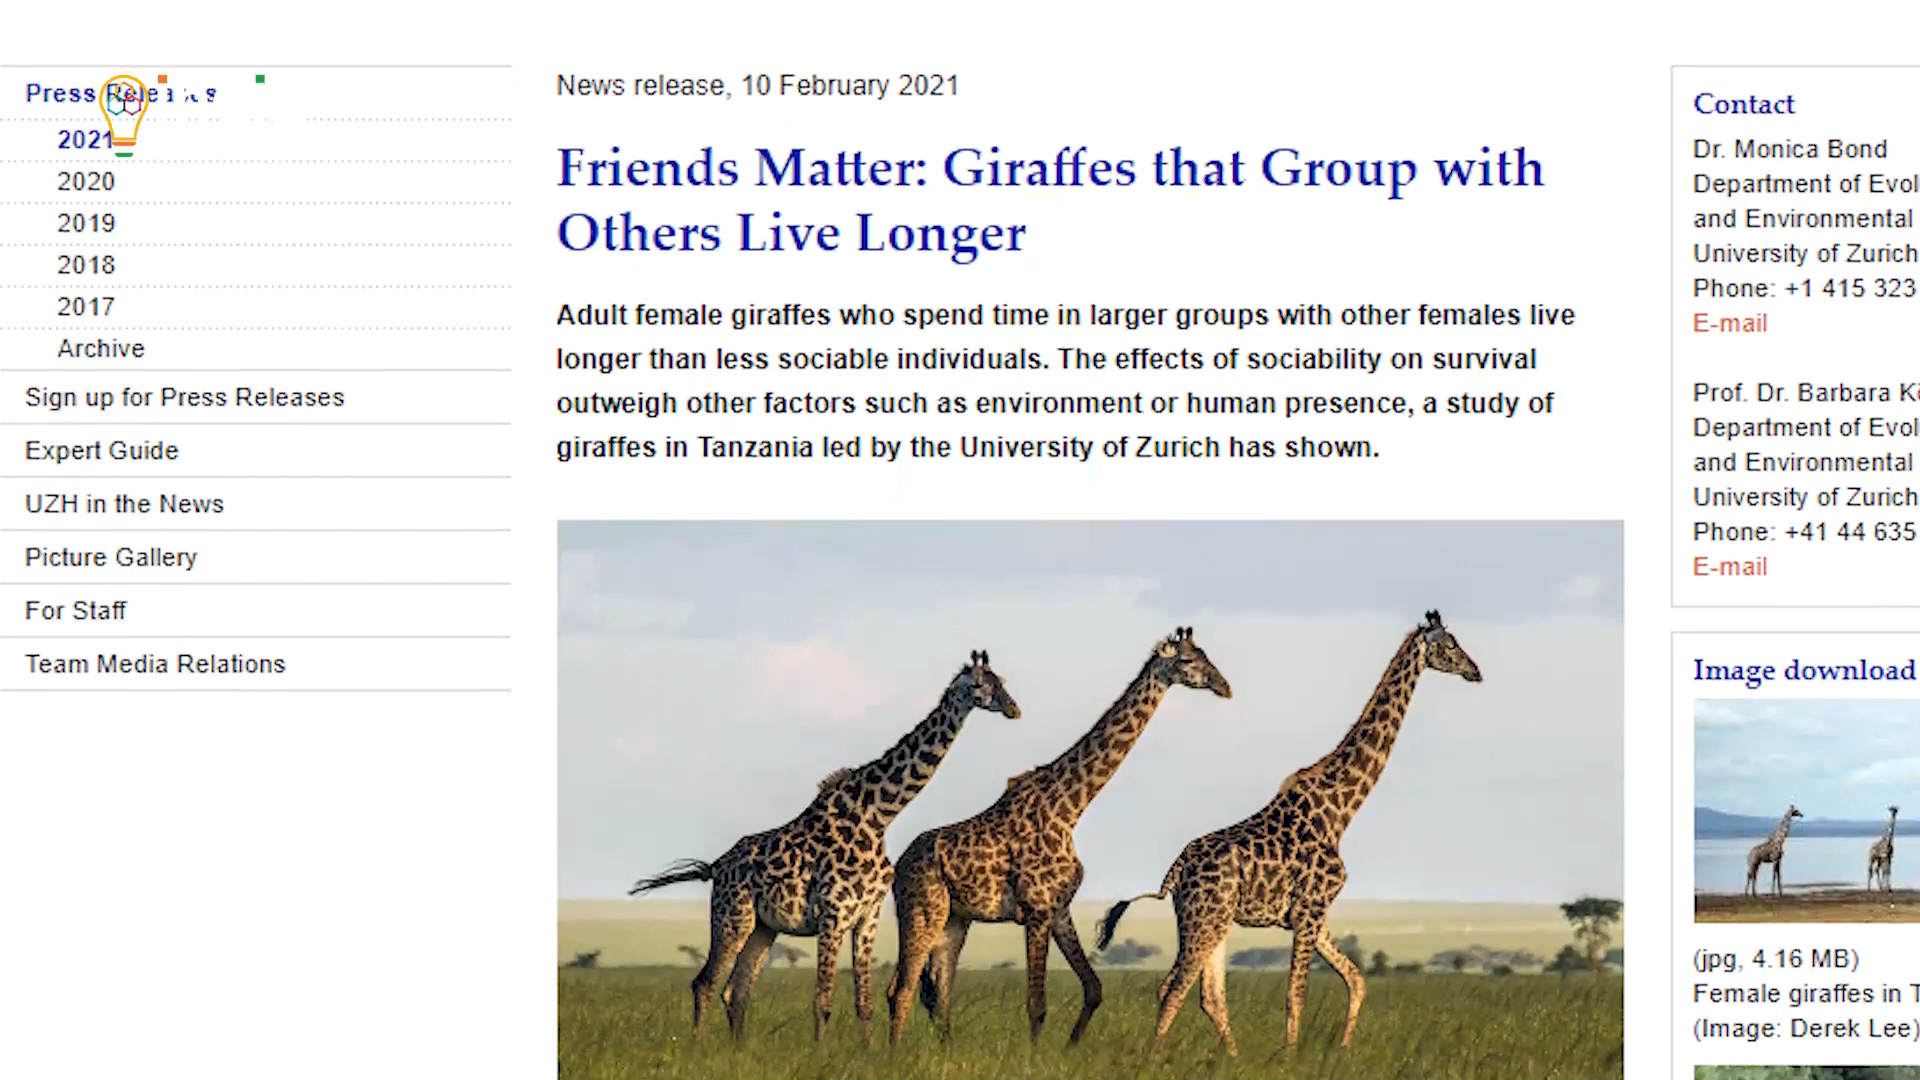 Press Releases
2021
2020
2019
2018
2017
Archive
Sign up for Press Releases
Expert Guide
UZH in the News
Picture Gallery
For Staff
Team Media Relations
News release, 10 February 2021
Friends Matter: Giraffes that Group with
Others Live Longer
Adult female giraffes who spend time in larger groups with other females live
longer than less sociable individuals. The effects of sociability on survival
outweigh other factors such as environment or human presence, a study of
giraffes in Tanzania led by the University of Zurich has shown.
Contact
Dr. Monica Bond
Department of Evol
and Environmental
University of Zurich
Phone: +1 415 323
E-mail
Prof. Dr. Barbara Kö
Department of Evol
and Environmental
University of Zurich
Phone: +41 44 635
E-mail
Image download
(jpg, 4.16 MB)
Female giraffes in T
(Image: Derek Lee)